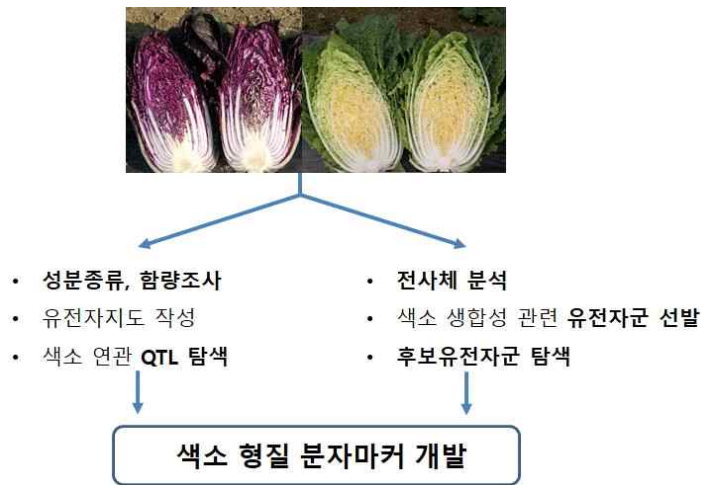 • 성분종류, 함량조사
• 유전자지도 작성
• 색소 연관 QTL 탐색
• 전사체 분석
• 색소 생합성 관련 유전자군 선발
• 후보유전자군 탐색
색소 형질 분자마커 개발